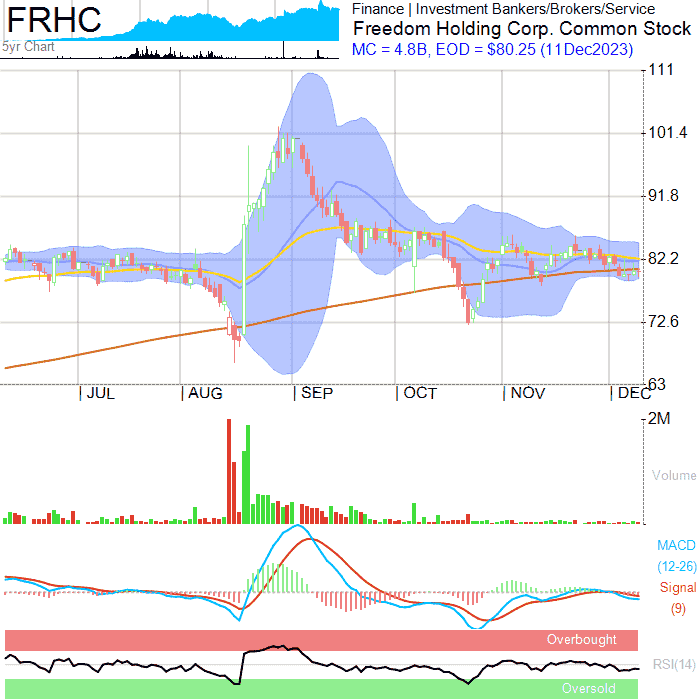 FRHC
5yr Chart
Finance | Investment Bankers/Brokers/Service
Freedom Holding Corp. Common Stock
MC = 4.8B, EOD = $80.25 (11Dec2023)
111
101.4
91.8
82.2
72.6
63
JUL
AUG
SEP
OCT
NOV
DEC
2M
Volume
MACD
(12-26)
Signal
(9)
Overbought
RSI(14)
Oversold